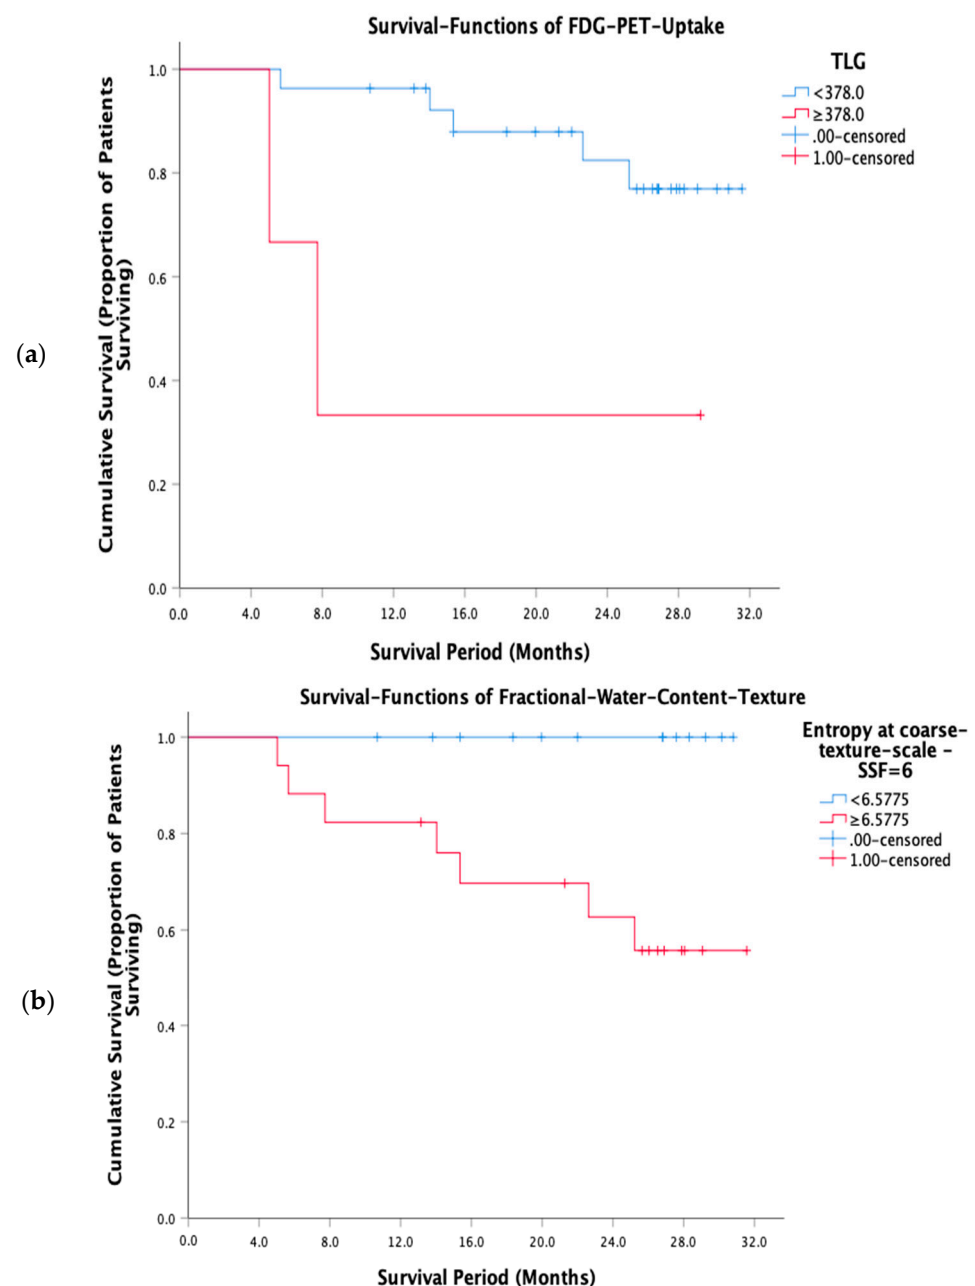 Survival-Functions of FDG-PET-Uptake
TLG
<378.0
≥378.0
.00-censored
1.00-censored
Cumulative Survival (Proportion of Patients
Surviving)
1.0
0.8
0.6
0.4
0.2
0.0
(a)
0.0 4.0 8.0 12.0 16.0 20.0 24.0 28.0 32.0
Survival Period (Months)
Survival-Functions of Fractional-Water-Content-Texture
Entropy at coarse-
texture-scale -
SSF=6
<6.5775
≥6.5775
.00-censored
1.00-censored
Cumulative Survival (Proportion of Patients
Surviving)
1.0
0.8
0.6
0.4
0.2
0.0
(b)
0.0 4.0 8.0 12.0 16.0 20.0 24.0 28.0 32.0
Survival Period (Months)